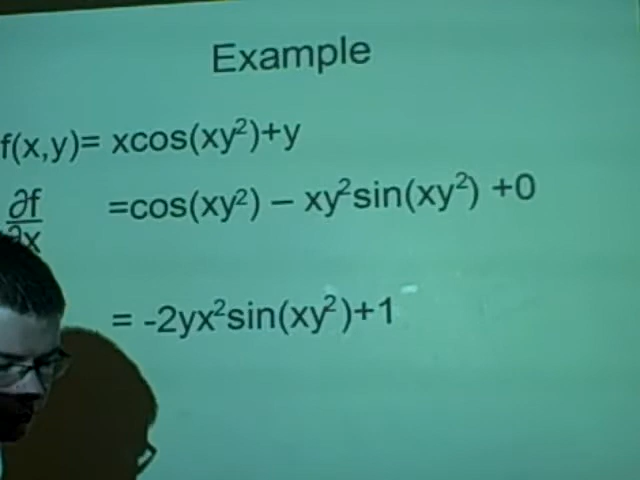 Example
f(x,y)= xcos(xy²)+y
∂f/∂x =cos(xy²) – xy²sin(xy²) +0
= -2yx²sin(xy²)+1